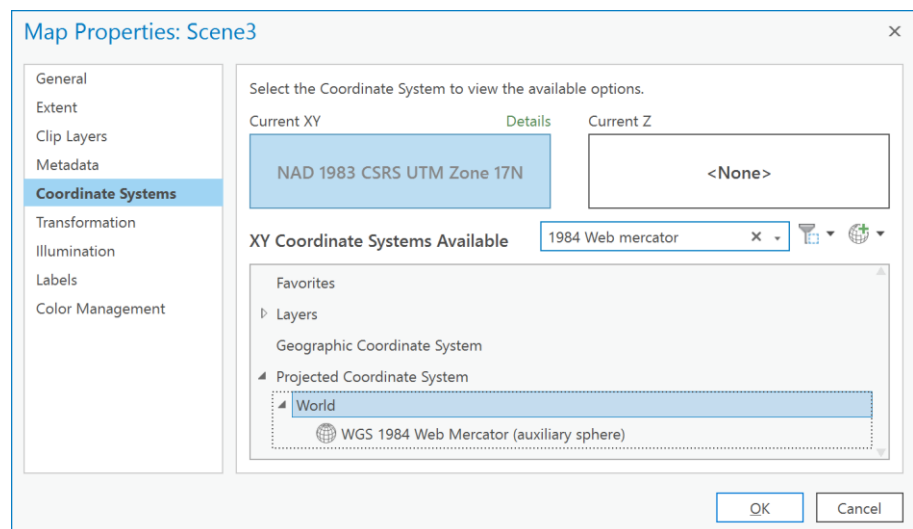 Map Properties: Scene3
General
Extent
Clip Layers
Metadata
Coordinate Systems
Transformation
Illumination
Labels
Color Management
Select the Coordinate System to view the available options.
Current XY Details Current Z
NAD 1983 CSRS UTM Zone 17N <None>
XY Coordinate Systems Available 1984 Web mercator
Favorites
Layers
Geographic Coordinate System
Projected Coordinate System
World
WGS 1984 Web Mercator (auxiliary sphere)
OK Cancel